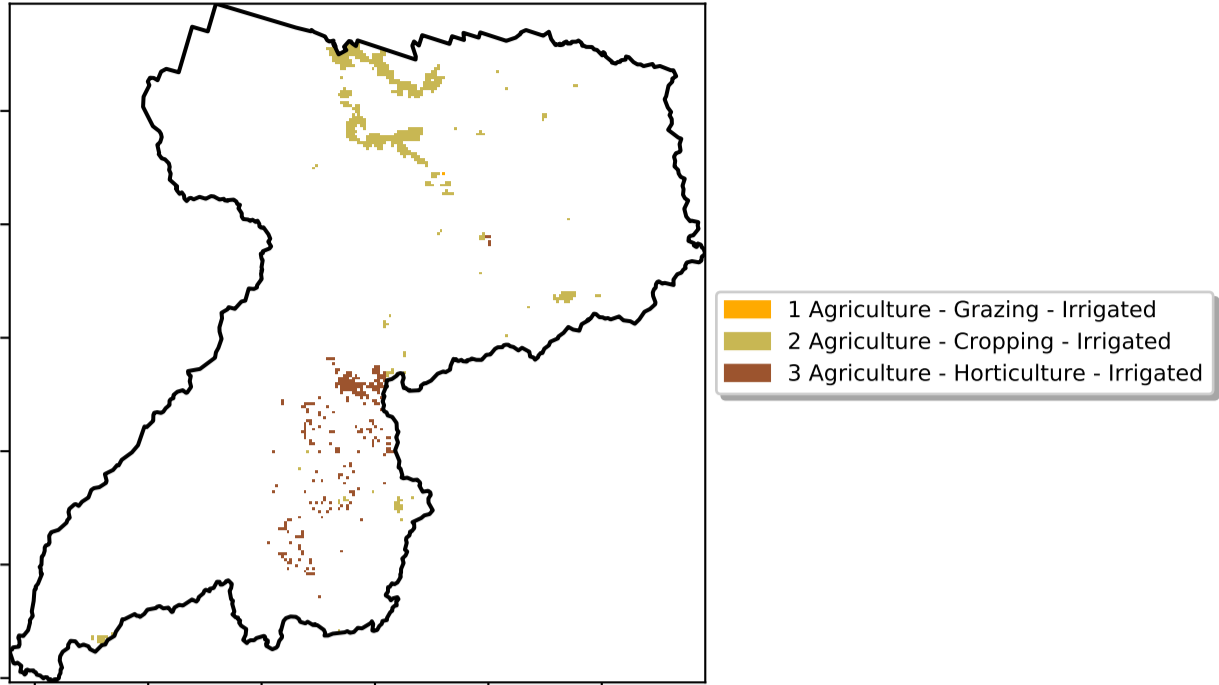 1 Agriculture - Grazing - Irrigated
2 Agriculture - Cropping - Irrigated
3 Agriculture - Horticulture - Irrigated